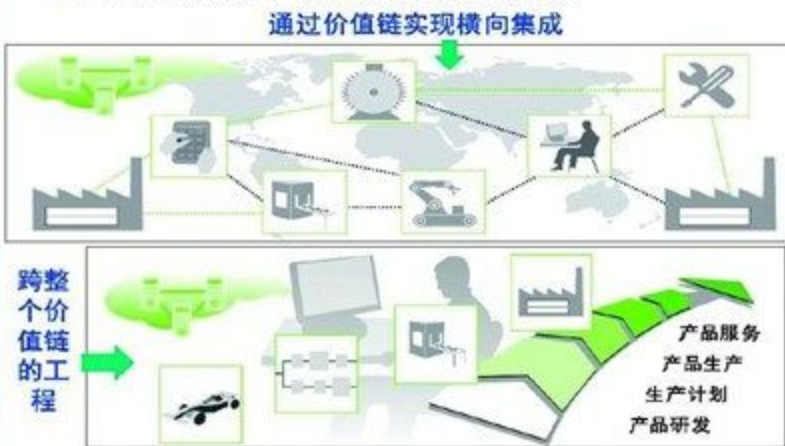 通过价值链实现横向集成
跨整
个价
值链
的工
程
产品服务
产品生产
生产计划
产品研发